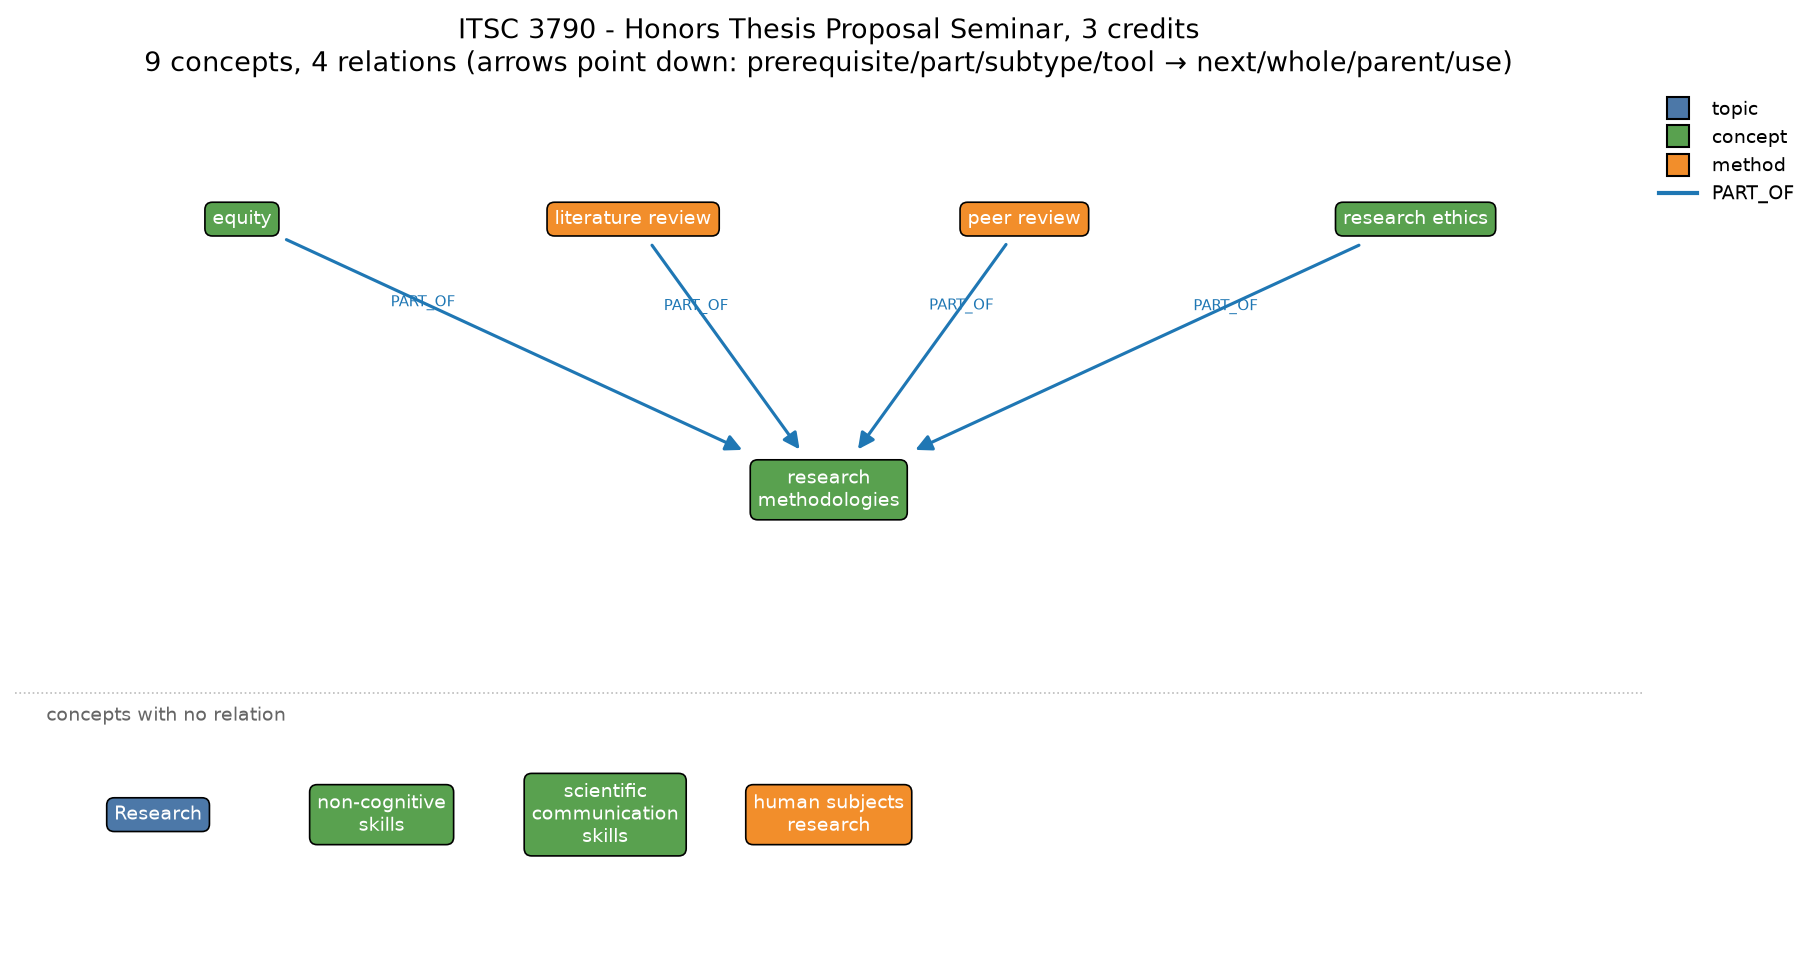 ITSC 3790 - Honors Thesis Proposal Seminar, 3 credits
9 concepts, 4 relations (arrows point down: prerequisite/part/subtype/tool → next/whole/parent/use)
topic
concept
method
PART_OF
equity
literature review
peer review
research ethics
PART_OF
PART_OF
PART_OF
PART_OF
research
methodologies
concepts with no relation
Research
non-cognitive
skills
scientific
communication
skills
human subjects
research